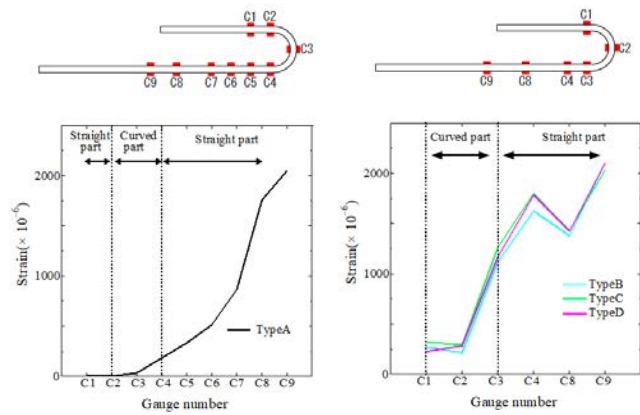 C1 C2
C3
C9 C8 C7 C6 C5 C4
Straight part
Curved part
Straight part
2000
1000
0
Strain(× 10⁻⁶)
TypeA
C1 C2 C3 C4 C5 C6 C7 C8 C9
Gauge number
C1
C2
C9 C8 C4 C3
Curved part
Straight part
2000
1000
0
Strain(× 10⁻⁶)
TypeB
TypeC
TypeD
C1 C2 C3 C4 C8 C9
Gauge number